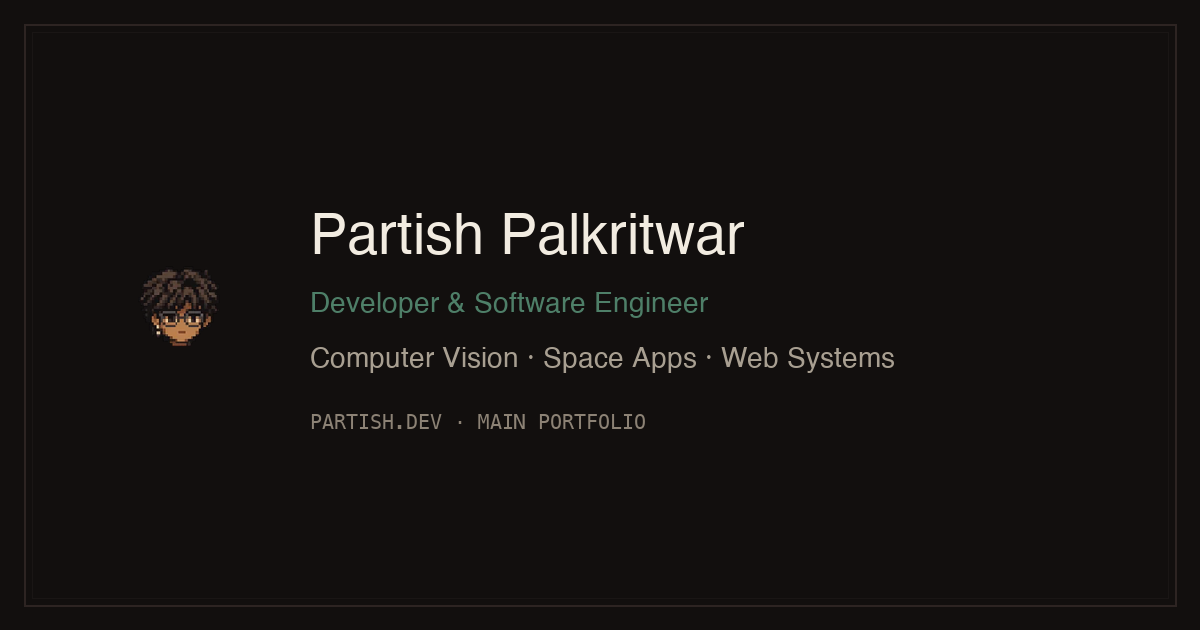 Partish Palkritwar
Developer & Software Engineer
Computer Vision · Space Apps · Web Systems
PARTISH.DEV · MAIN PORTFOLIO